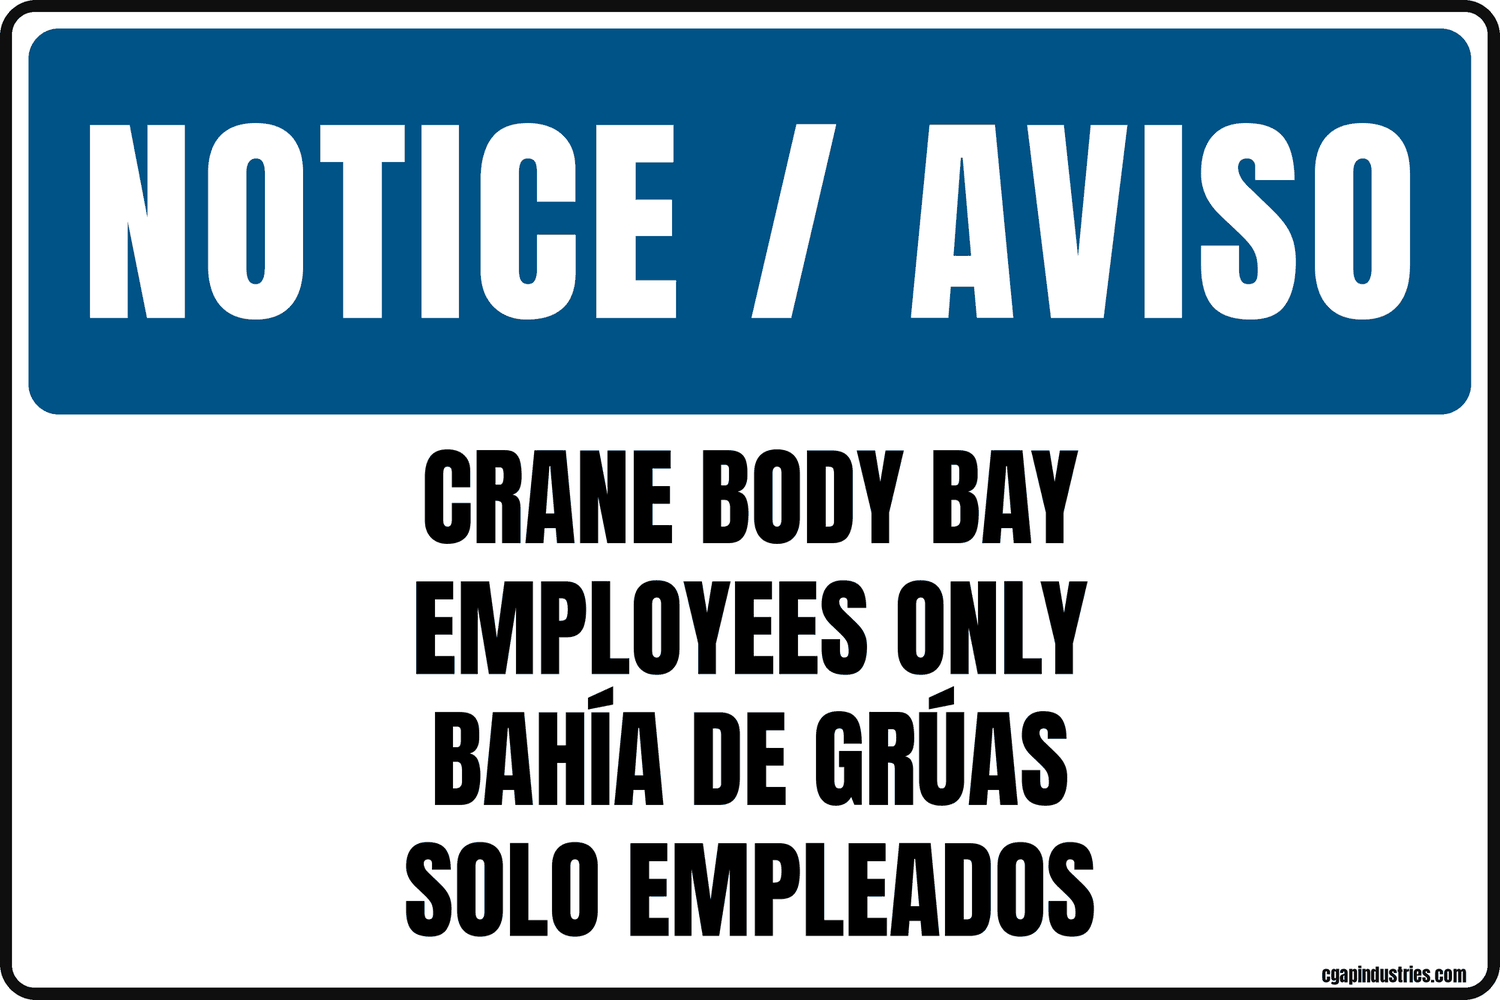 NOTICE / AVISO
CRANE BODY BAY
EMPLOYEES ONLY
BAHÍA DE GRÚAS
SOLO EMPLEADOS
cgapindustries.com